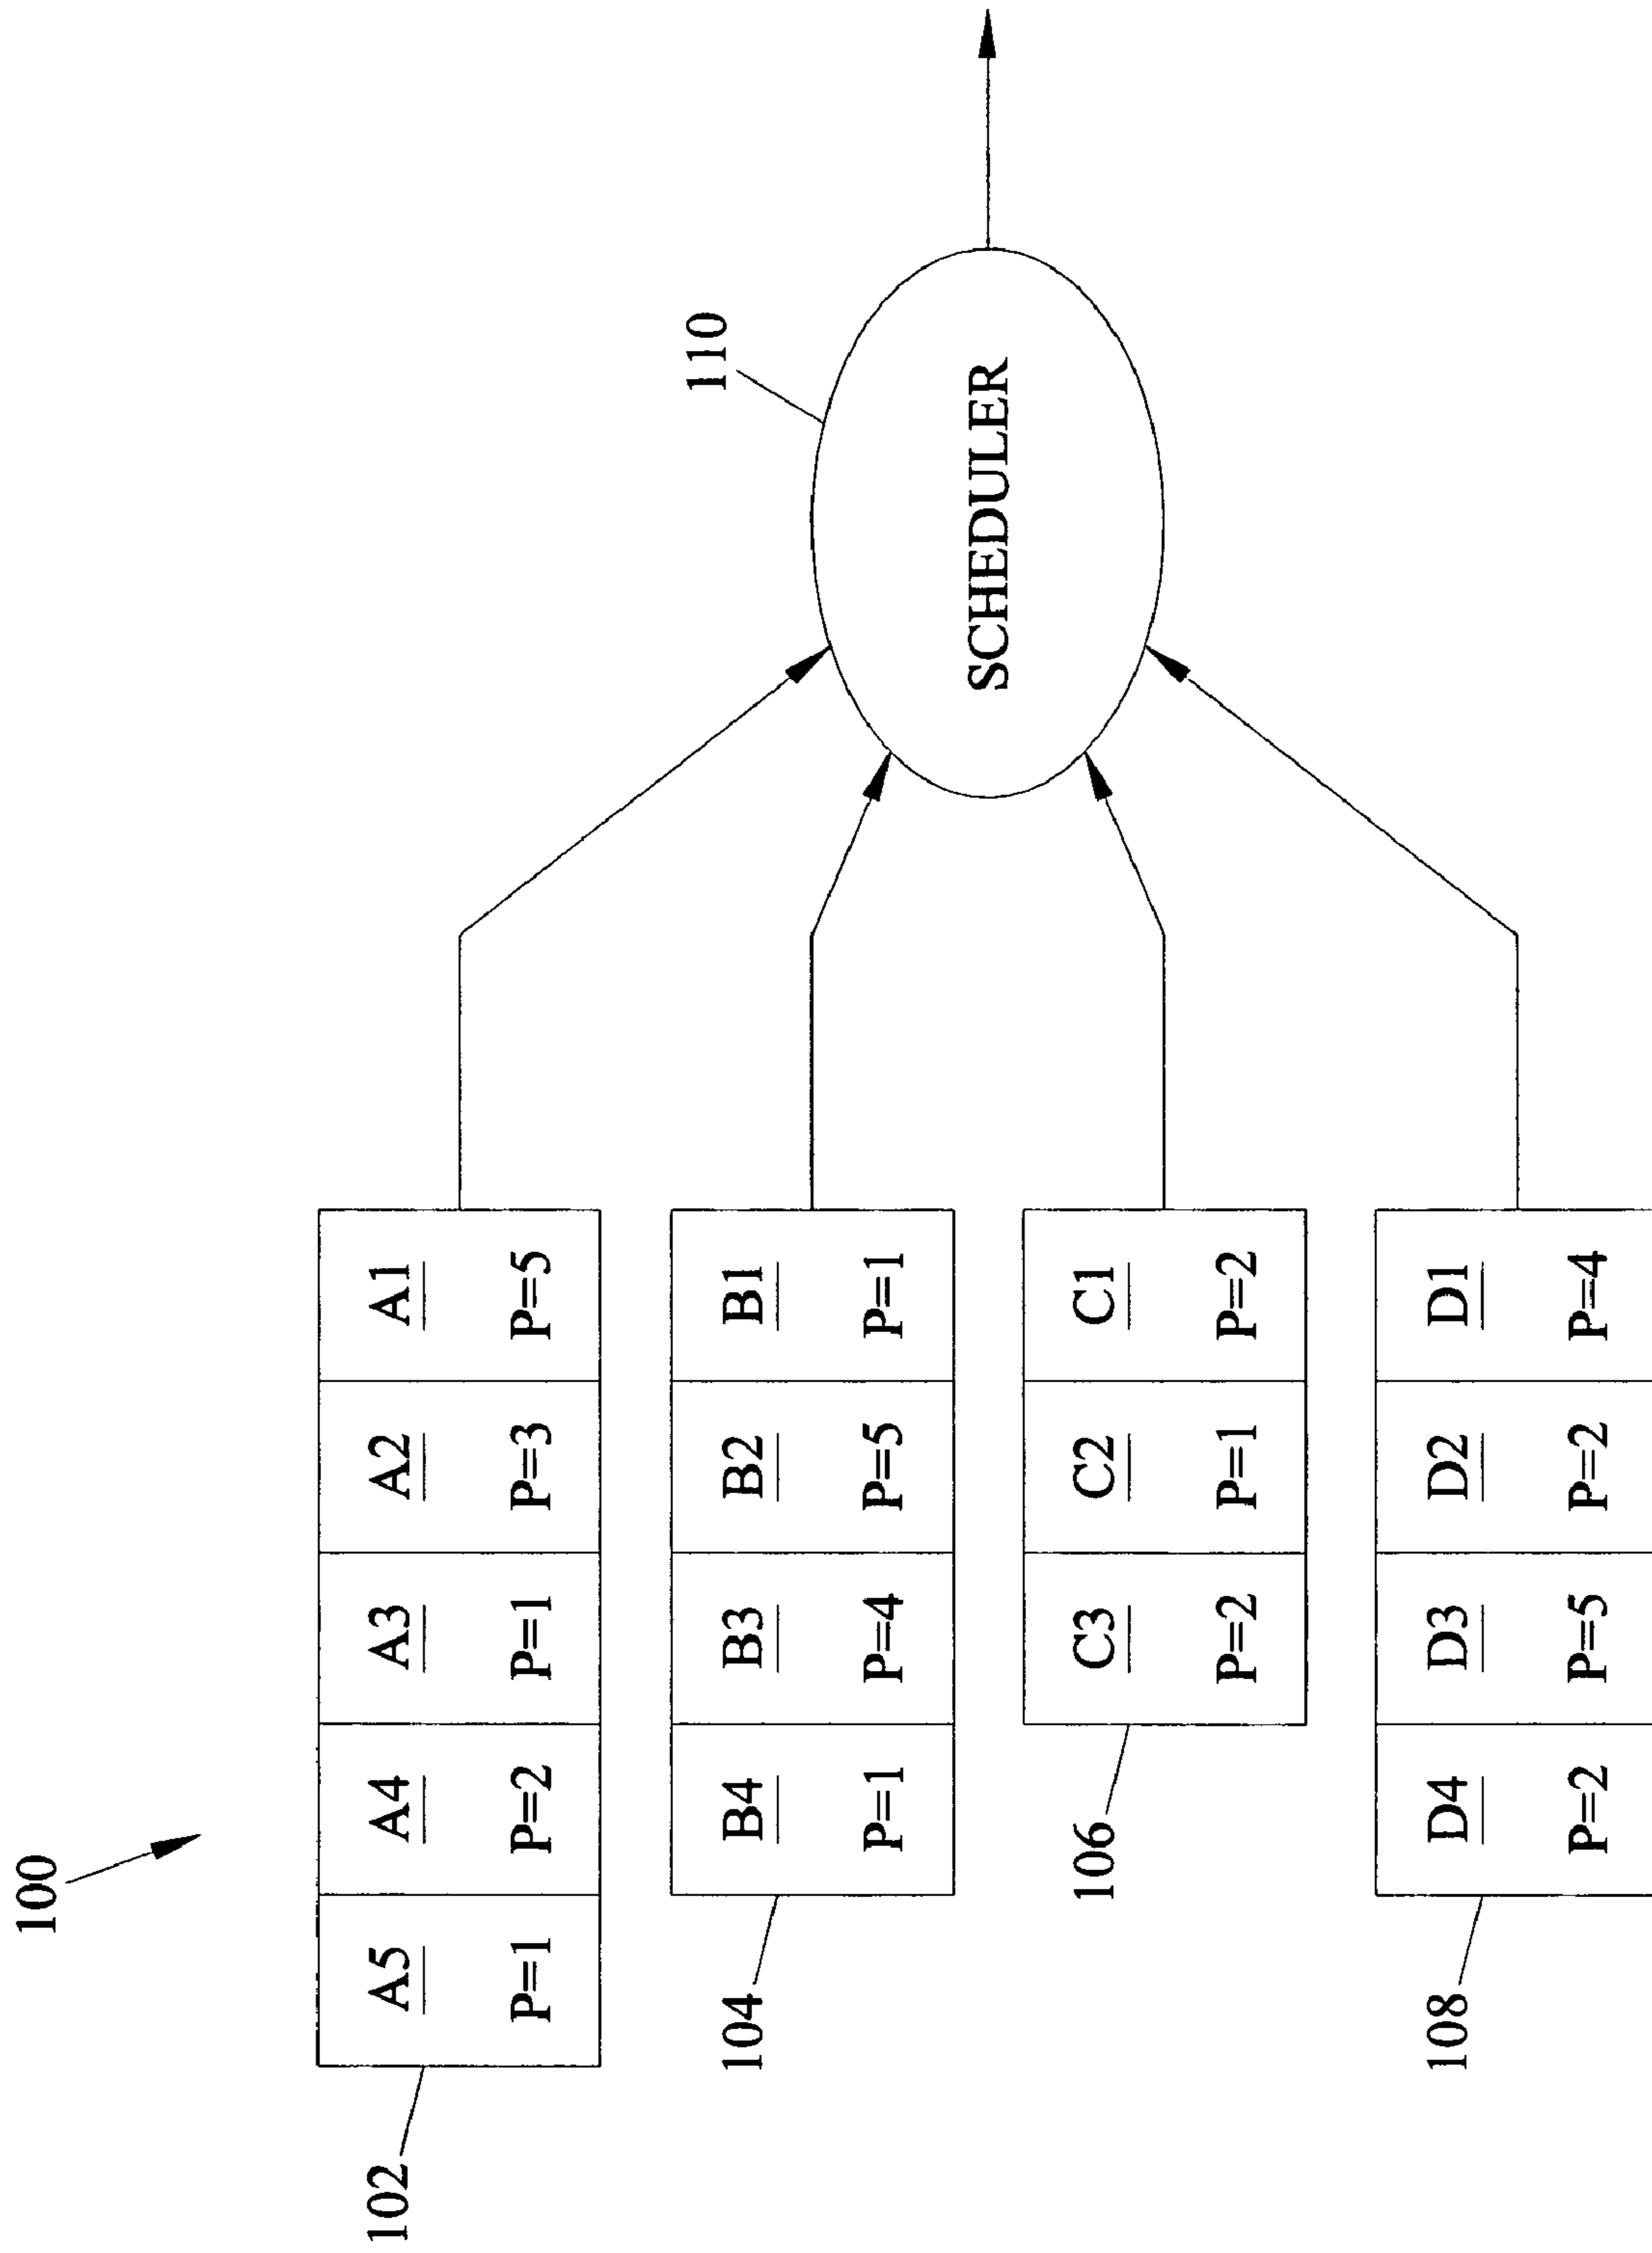 100
102
A5
A4
A3
A2
A1
P=1
P=2
P=1
P=3
P=5
104
B4
B3
B2
B1
P=1
P=4
P=5
P=1
106
C3
C2
C1
P=2
P=1
P=2
108
D4
D3
D2
D1
P=2
P=5
P=2
P=4
110
SCHEDULER